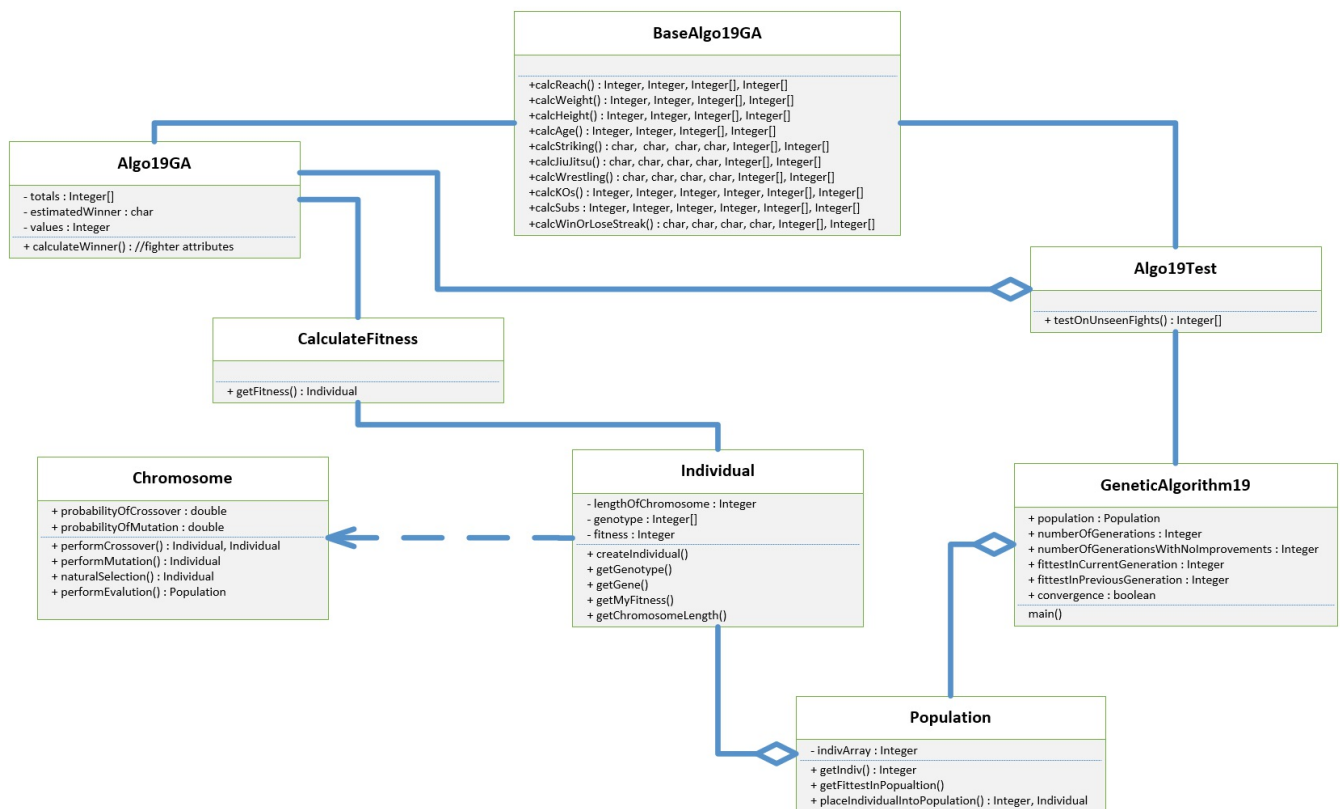 BaseAlgo19GA
+calcReach() : Integer, Integer, Integer[], Integer[]
+calcWeight() : Integer, Integer, Integer[], Integer[]
+calcHeight() : Integer, Integer, Integer[], Integer[]
+calcAge() : Integer, Integer, Integer[], Integer[]
+calcStriking() : char, char, char, char, Integer[], Integer[]
+calcJiuJitsu() : char, char, char, char, Integer[], Integer[]
+calcWrestling() : char, char, char, char, Integer[], Integer[]
+calcKOs() : Integer, Integer, Integer, Integer, Integer[], Integer[]
+calcSubs : Integer, Integer, Integer, Integer, Integer[], Integer[]
+calcWinOrLoseStreak() : char, char, char, char, Integer[], Integer[]
Algo19GA
- totals : Integer[]
- estimatedWinner : char
- values : Integer
+ calculateWinner() : //fighter attributes
Algo19Test
+ testOnUnseenFights() : Integer[]
CalculateFitness
+ getFitness() : Individual
Chromosome
+ probabilityOfCrossover : double
+ probabilityOfMutation : double
+ performCrossover() : Individual, Individual
+ performMutation() : Individual
+ naturalSelection() : Individual
+ performEvalution() : Population
Individual
- lengthOfChromosome : Integer
- genotype : Integer[]
- fitness : Integer
+ createIndividual()
+ getGenotype()
+ getGene()
+ getMyFitness()
+ getChromosomeLength()
GeneticAlgorithm19
+ population : Population
+ numberOfGenerations : Integer
+ numberOfGenerationsWithNoImprovements : Integer
+ fittestInCurrentGeneration : Integer
+ fittestInPreviousGeneration : Integer
+ convergence : boolean
main()
Population
- indivArray : Integer
+ getIndiv() : Integer
+ getFittestInPopualtion()
+ placeIndividualIntoPopulation() : Integer, Individual